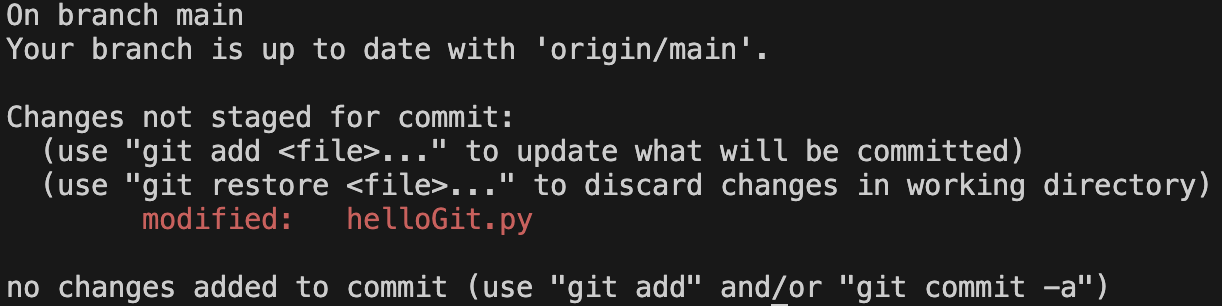 On branch main
Your branch is up to date with 'origin/main'.
Changes not staged for commit:
(use "git add <file>..." to update what will be committed)
(use "git restore <file>..." to discard changes in working directory)
modified: helloGit.py
no changes added to commit (use "git add" and/or "git commit -a")